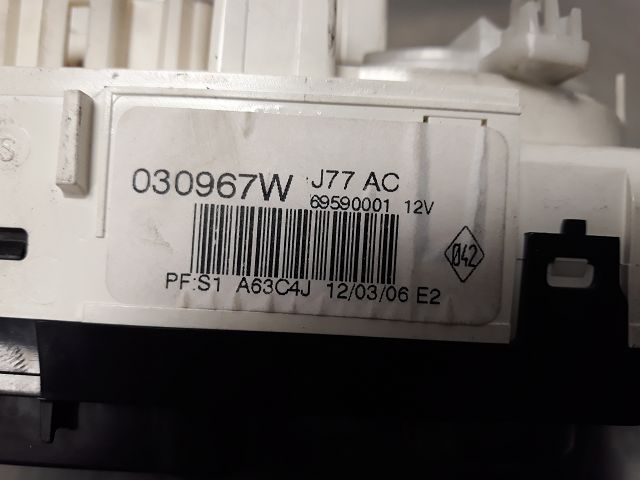 030967W J77 AC
69590001 12V
042
PF:S1 A63C4J 12/03/06 E2
S